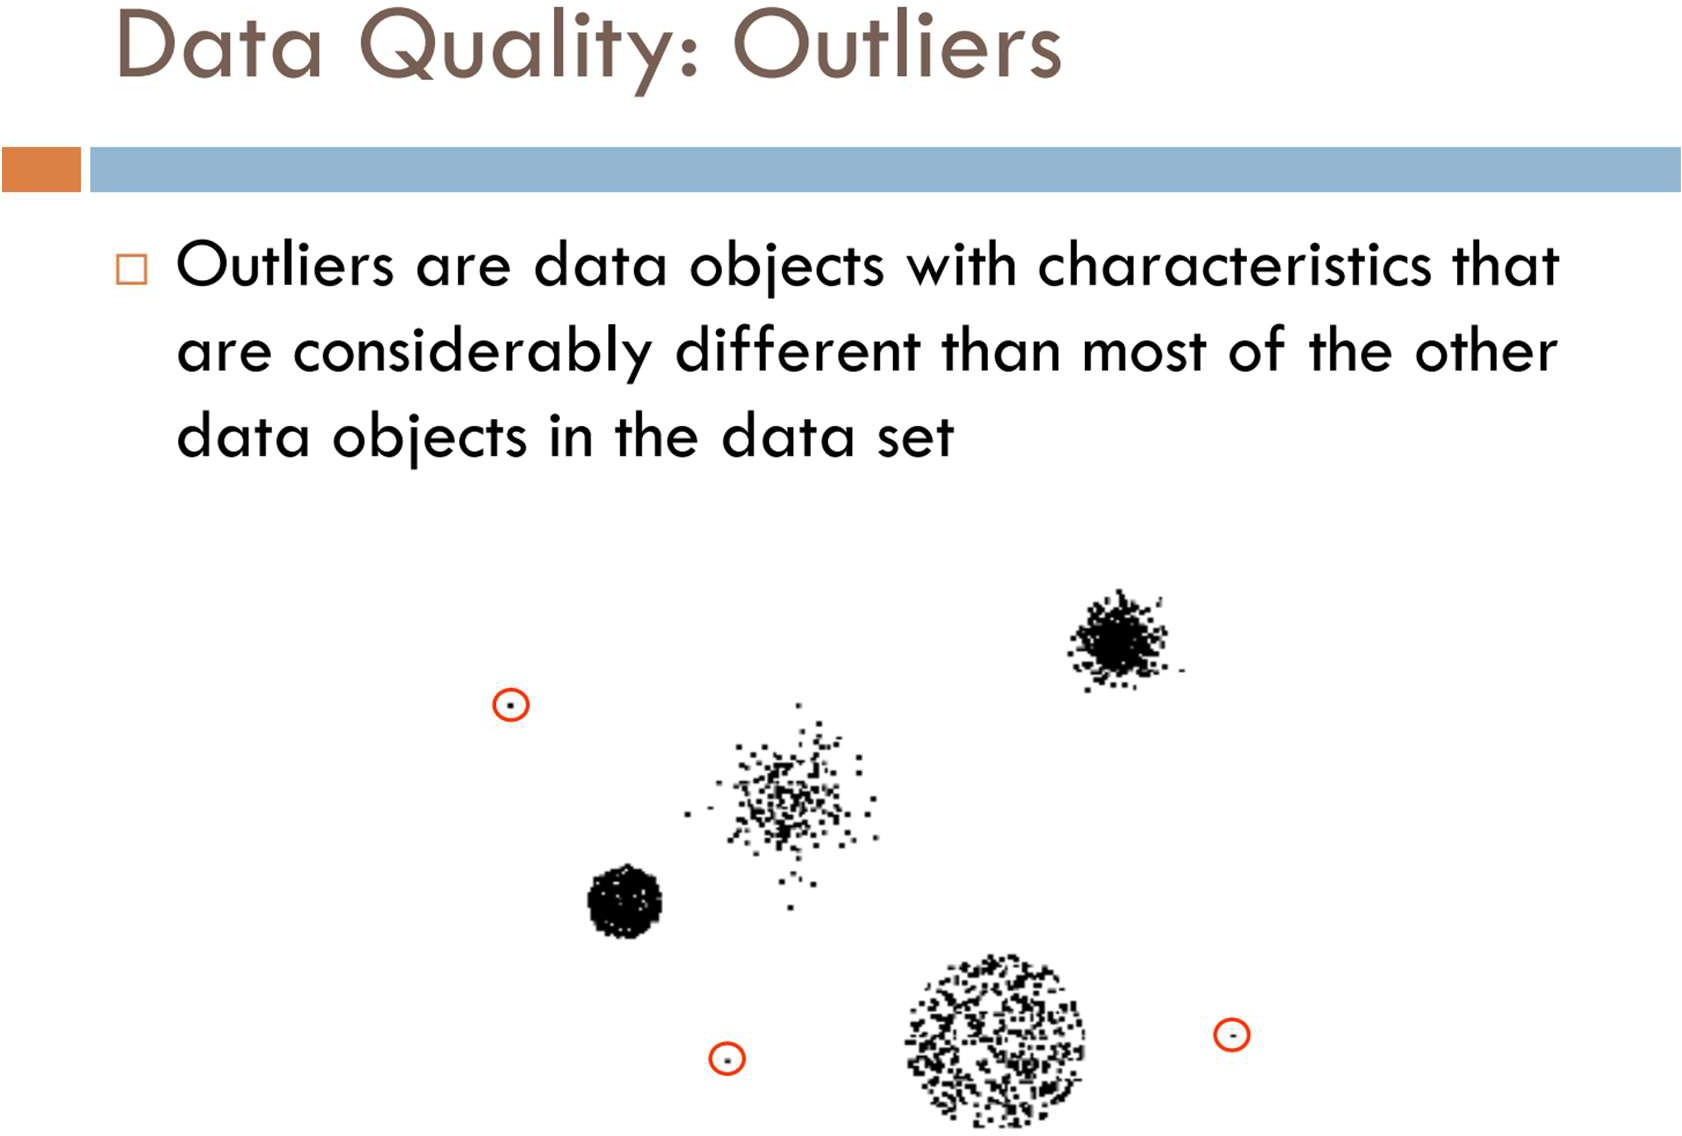 Data Quality: Outliers
Outliers are data objects with characteristics that
are considerably different than most of the other
data objects in the data set